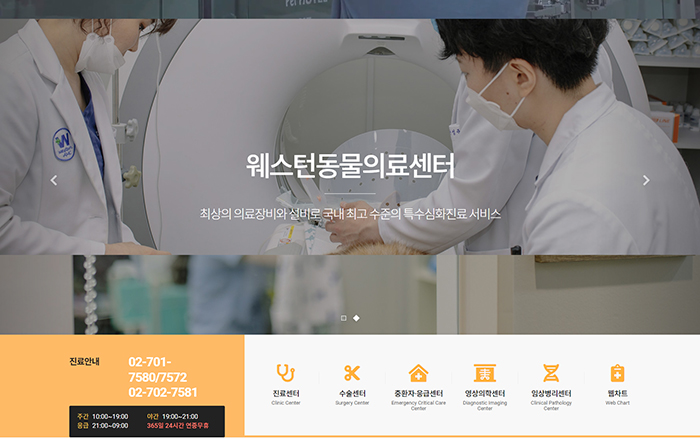 웨스턴동물의료센터
최상의 의료장비와 설비로 국내 최고 수준의 특수심화진료 서비스
진료안내
02-701-
7580/7572
02-702-7581
주간 10:00~19:00 야간 19:00~21:00
응급 21:00~09:00 365일 24시간 연중무휴
진료센터
Clinic Center
수술센터
Surgery Center
중환자·응급센터
Emergency Critical Care
Center
영상의학센터
Diagnostic Imaging
Center
임상병리센터
Clinical Pathology
Center
웹차트
Web Chart